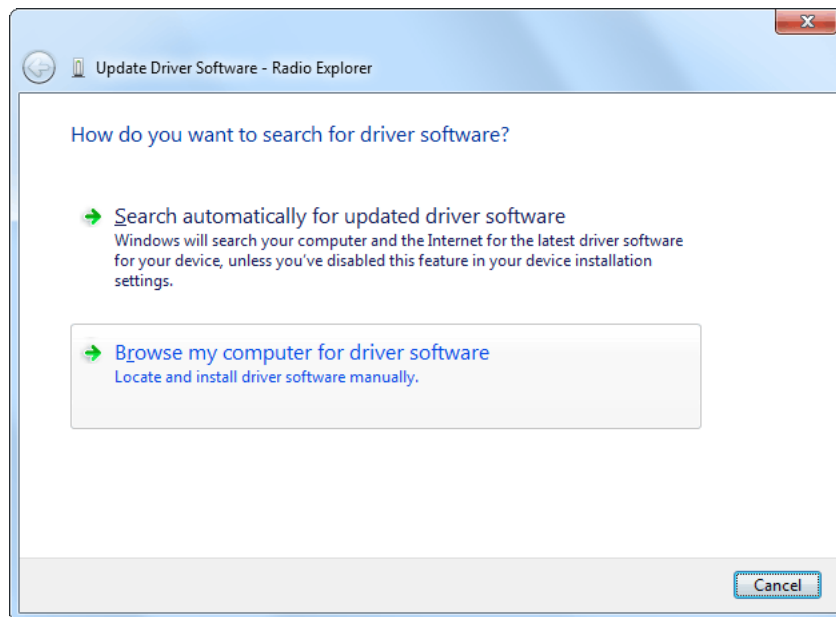 Update Driver Software - Radio Explorer
How do you want to search for driver software?
Search automatically for updated driver software
Windows will search your computer and the Internet for the latest driver software
for your device, unless you've disabled this feature in your device installation
settings.
Browse my computer for driver software
Locate and install driver software manually.
Cancel